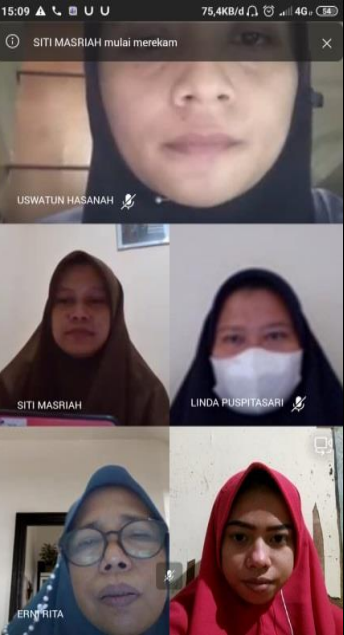 15:09 75,4KB/d 4G 54
SITI MASRIAH mulai merekam
USWATUN HASANAH
SITI MASRIAH
LINDA PUSPITASARI
ERNI RITA